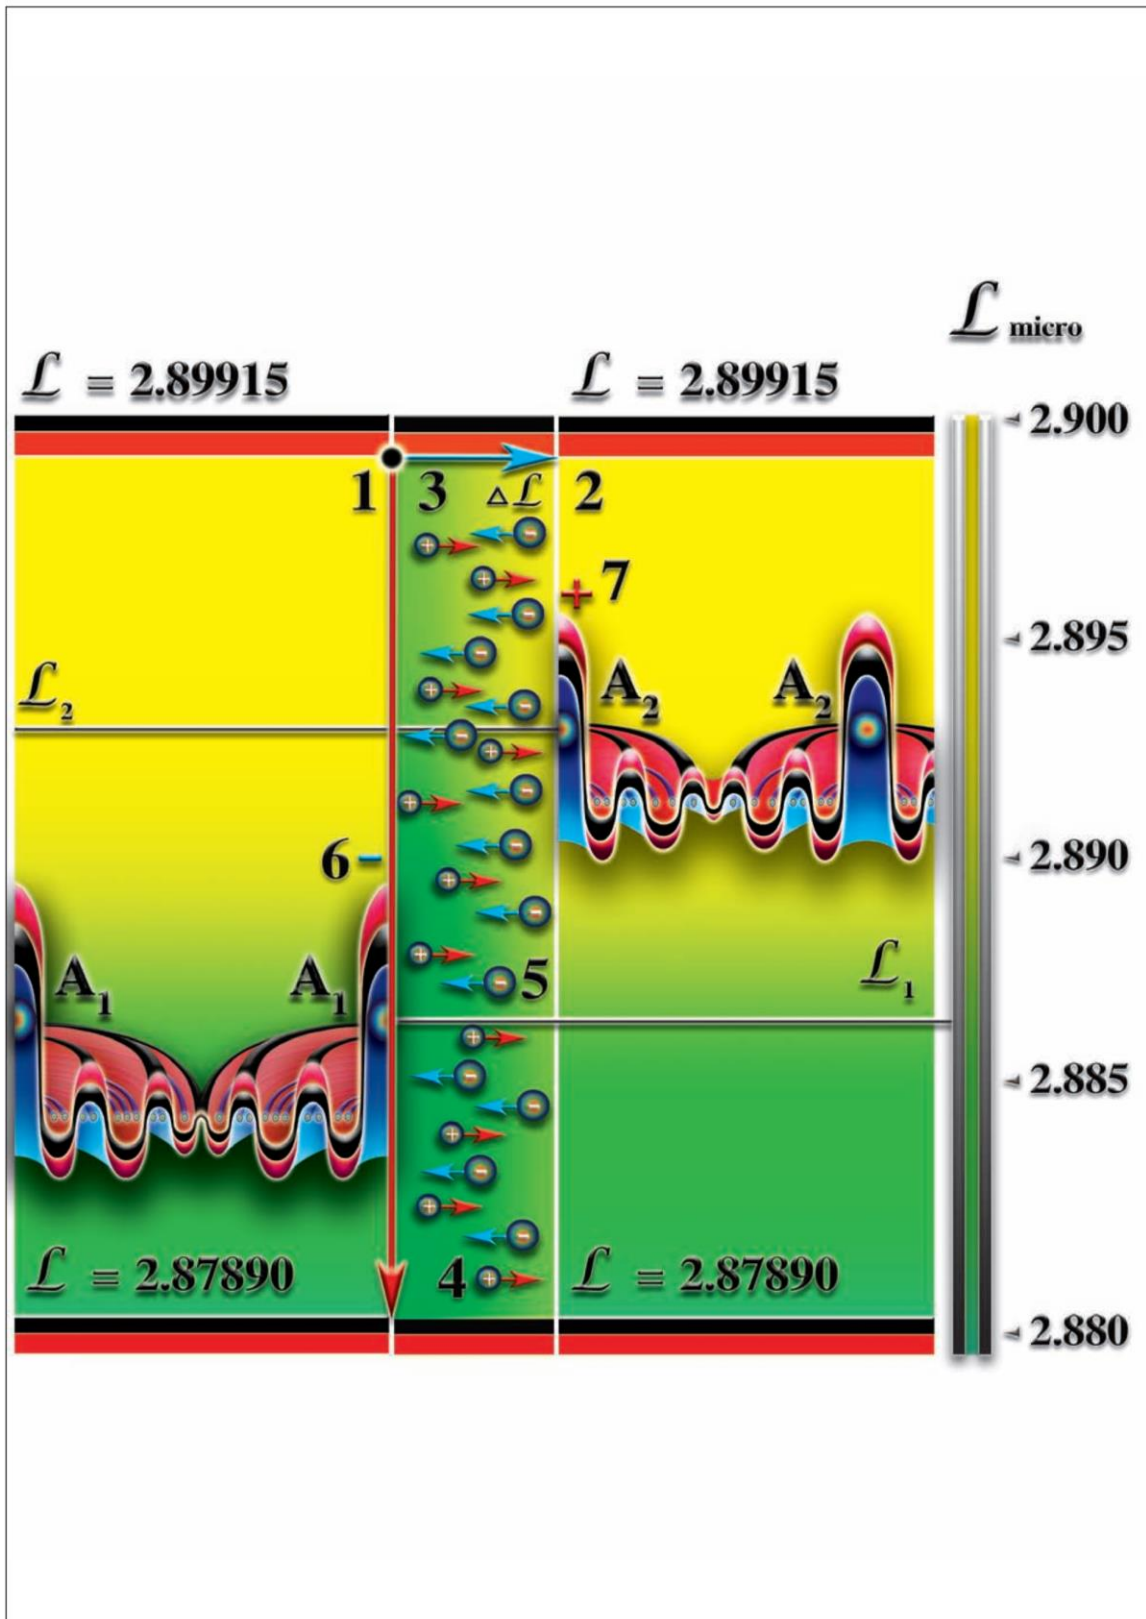 ℒ micro
ℒ = 2.89915
ℒ = 2.89915
2.900
1
3
△ℒ
2
+ 7
2.895
ℒ₂
A₂
A₂
6 –
2.890
A₁
A₁
5
ℒ₁
2.885
ℒ = 2.87890
4
ℒ = 2.87890
2.880